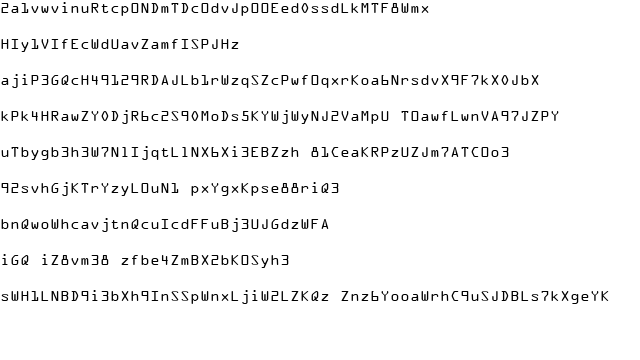 2a1vwvinuRtcp0NDmTDc0dvJp00Eed0ssdLkMTF8Wmx
HIy1VIfEcWdUavZamfISPJHz
ajiP3GQcH49129RDAJLb1rWzqSZcPwf0qxrKoa6NrsdvX9F7kX0JbX
kPk4HRawZY0DjR6c2S90MoDs5KYWjWyNJ2VaMpU T0awfLwnVA97JZPY
uTbygb3h3W7N1IjqtL1NX6Xi3EBZzh 81CeaKRPzUZJm7ATC0o3
92svhGjKTrYzyL0uN1 pxYgxKpse88riQ3
bnQwoWhcavjtnQcuIcdFFuBj3UJGdzWFA
iGQ iZ8vm38 zfbe4ZmBX2bK0Syh3
sWH1LNBD9i3bXh9InSSpWnxLjiW2LZKQz Znz6YooaWrhC9uSJDBLs7kXgeYK